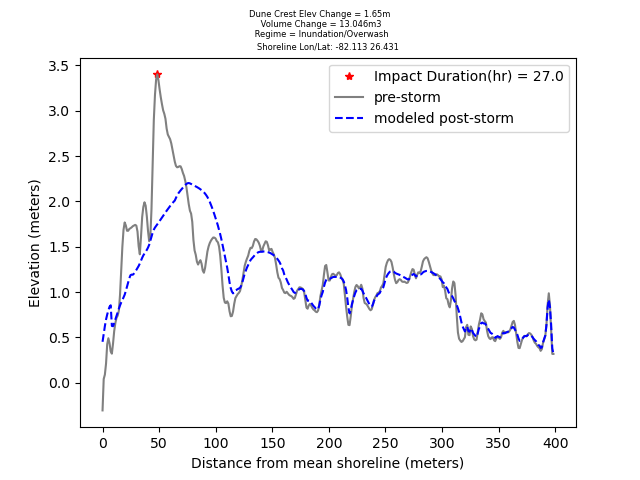 Dune Crest Elev Change = 1.65m
Volume Change = 13.046m3
Regime = Inundation/Overwash
Shoreline Lon/Lat: -82.113 26.431
Impact Duration(hr) = 27.0
pre-storm
modeled post-storm
3.5
3.0
2.5
2.0
1.5
1.0
0.5
0.0
Elevation (meters)
0 50 100 150 200 250 300 350 400
Distance from mean shoreline (meters)